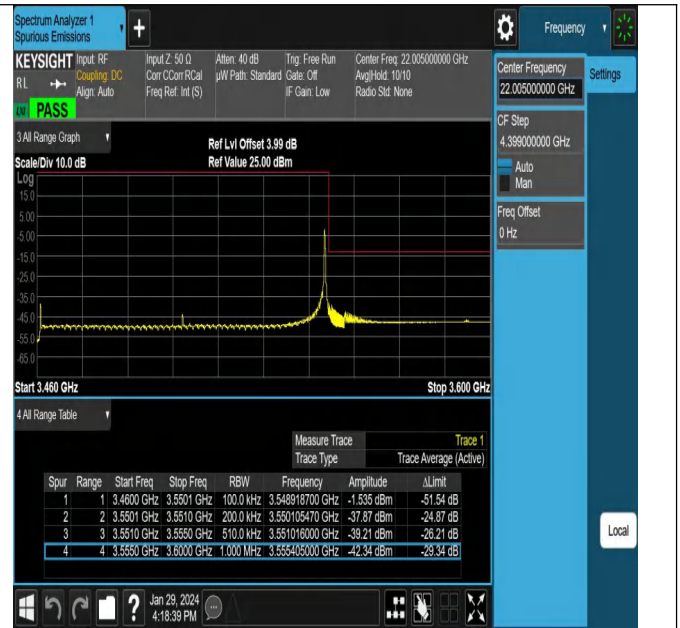 Spectrum Analyzer 1
Spurious Emissions
+
Frequency
KEYSIGHT Input: RF Input Z: 50 Ω Atten: 40 dB Trig: Free Run Center Freq: 22.005000000 GHz
RL Coupling: DC Corr CCorr RCal µW Path: Standard Gate: Off Avg|Hold: 10/10
Align: Auto Freq Ref: Int (S) IF Gain: Low Radio Std: None
PASS
Center Frequency
22.005000000 GHz
Settings
CF Step
4.399000000 GHz
Auto
Man
Freq Offset
0 Hz
3 All Range Graph
Ref Lvl Offset 3.99 dB
Scale/Div 10.0 dB Ref Value 25.00 dBm
Log
15.0
5.00
-5.00
-15.0
-25.0
-35.0
-45.0
-55.0
-65.0
Start 3.460 GHz Stop 3.600 GHz
4 All Range Table
Measure Trace Trace 1
Trace Type Trace Average (Active)
Spur Range Start Freq Stop Freq RBW Frequency Amplitude ΔLimit
1 1 3.4600 GHz 3.5501 GHz 100.0 kHz 3.548918700 GHz -1.535 dBm -51.54 dB
2 2 3.5501 GHz 3.5510 GHz 200.0 kHz 3.550105470 GHz -37.87 dBm -24.87 dB
3 3 3.5510 GHz 3.5550 GHz 510.0 kHz 3.551016000 GHz -39.21 dBm -26.21 dB
4 4 3.5550 GHz 3.6000 GHz 1.000 MHz 3.555405000 GHz -42.34 dBm -29.34 dB
Local
? Jan 29, 2024
4:18:39 PM